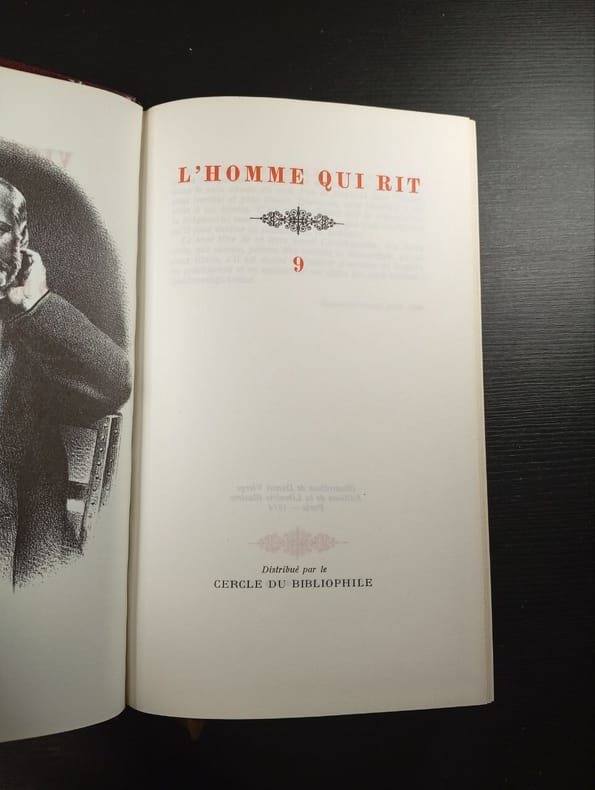 L'HOMME QUI RIT
9
Distribué par le
CERCLE DU BIBLIOPHILE